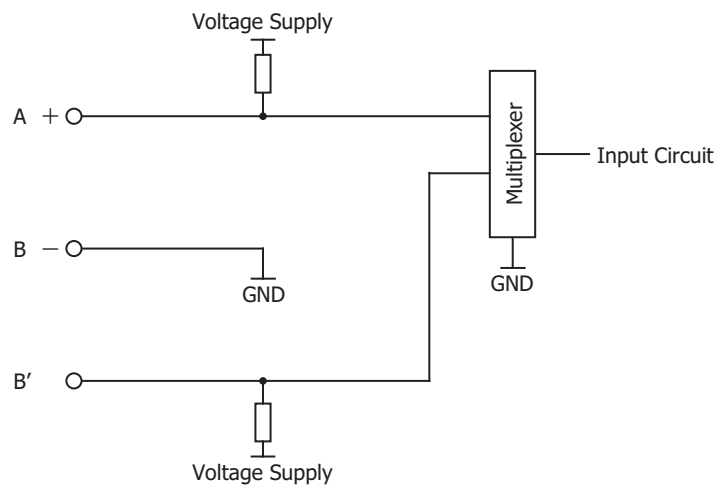 Voltage Supply
A +
Multiplexer
Input Circuit
B −
GND
GND
B′
Voltage Supply